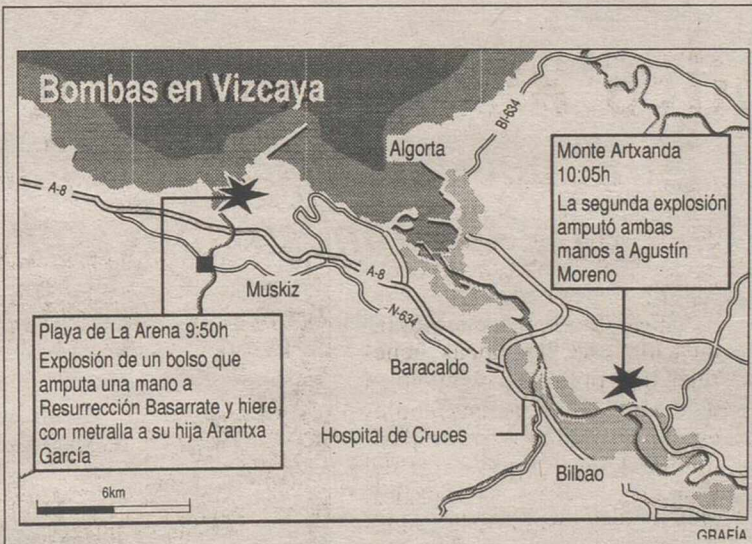 Bombas en Vizcaya
Algorta
BI-634
Monte Artxanda
10:05h
La segunda explosión
amputó ambas
manos a Agustín
Moreno
A-8
Muskiz
A-8
N-634
Playa de La Arena 9:50h
Explosión de un bolso que
amputa una mano a
Resurrección Basarrate y hiere
con metralla a su hija Arantxa
García
Baracaldo
Hospital de Cruces
Bilbao
6km
GRAFÍA